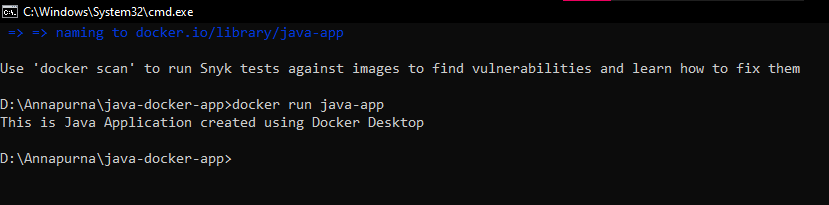 C:\Windows\System32\cmd.exe
=> => naming to docker.io/library/java-app
Use 'docker scan' to run Snyk tests against images to find vulnerabilities and learn how to fix them
D:\Annapurna\java-docker-app>docker run java-app
This is Java Application created using Docker Desktop
D:\Annapurna\java-docker-app>